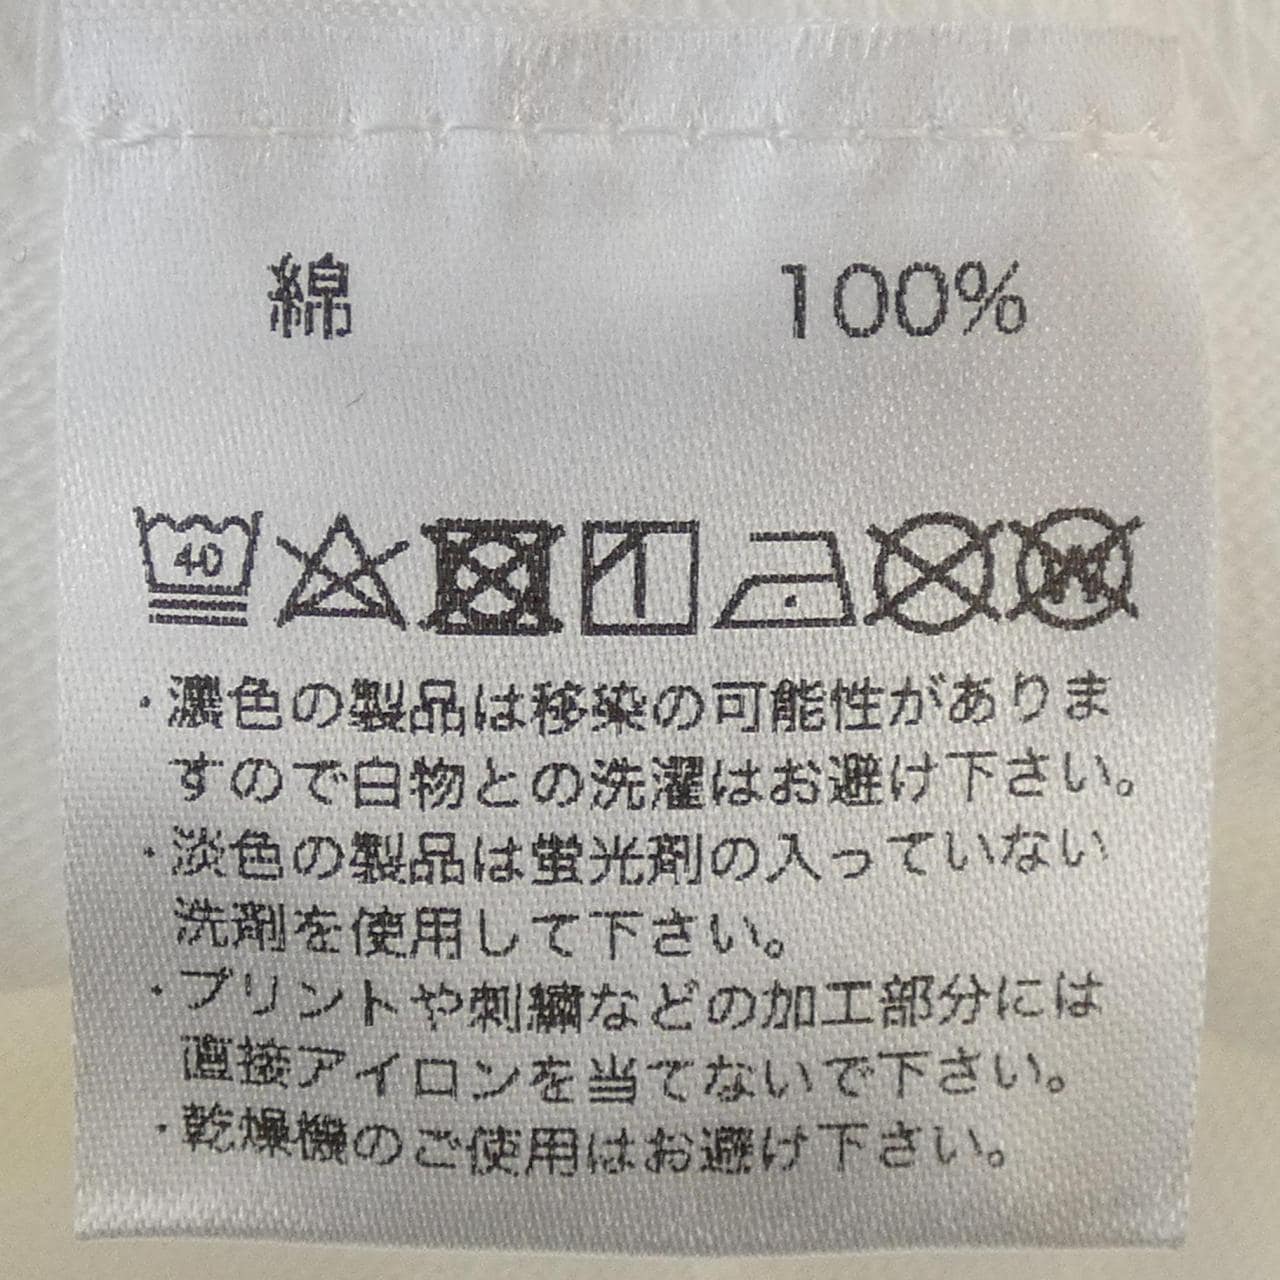 綿 100%
40
・濃色の製品は移染の可能性がありま
すので白物との洗濯はお避け下さい。
・淡色の製品は蛍光剤の入っていない
洗剤を使用して下さい。
・プリントや刺繍などの加工部分には
直接アイロンを当てないで下さい。
・乾燥機のご使用はお避け下さい。